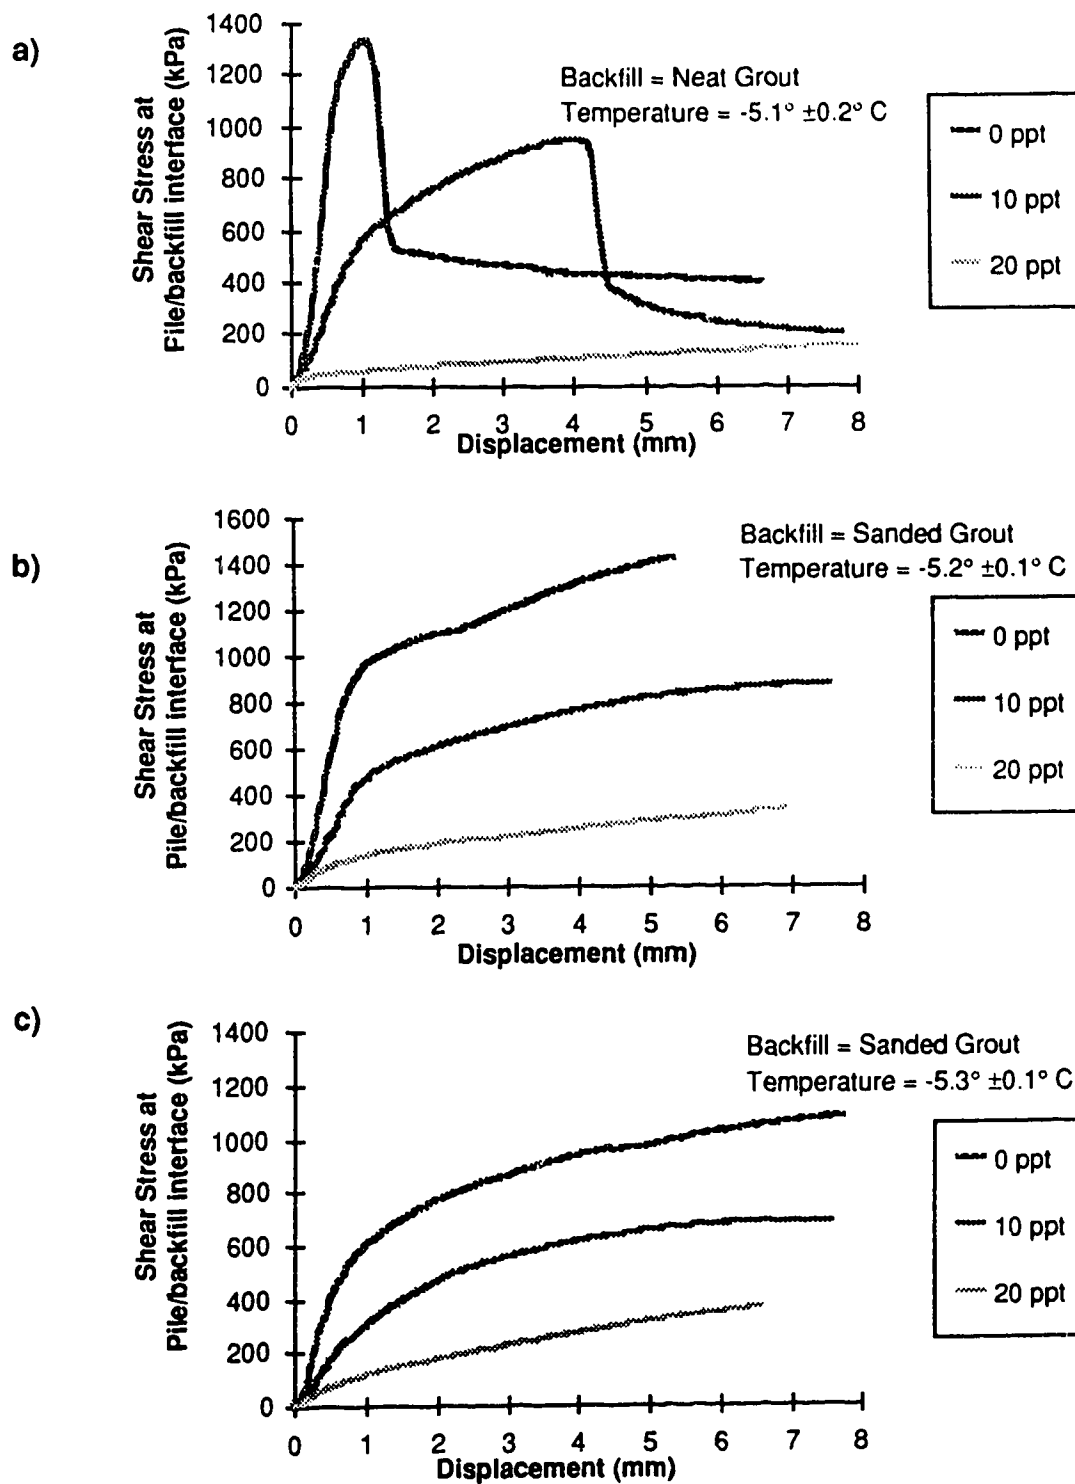 a)
Shear Stress at
File/backfill interface (kPa)
1400
1200
1000
800
600
400
200
0
Backfill = Neat Grout
Temperature = -5.1° ±0.2° C
0 ppt
10 ppt
20 ppt
0 1 2 3 4 5 6 7 8
Displacement (mm)
b)
Shear Stress at
Pile/backfill interface (kPa)
1600
1400
1200
1000
800
600
400
200
0
Backfill = Sanded Grout
Temperature = -5.2° ±0.1° C
0 ppt
10 ppt
20 ppt
0 1 2 3 4 5 6 7 8
Displacement (mm)
c)
Shear Stress at
Pile/backfill interface (kPa)
1400
1200
1000
800
600
400
200
0
Backfill = Sanded Grout
Temperature = -5.3° ±0.1° C
0 ppt
10 ppt
20 ppt
0 1 2 3 4 5 6 7 8
Displacement (mm)